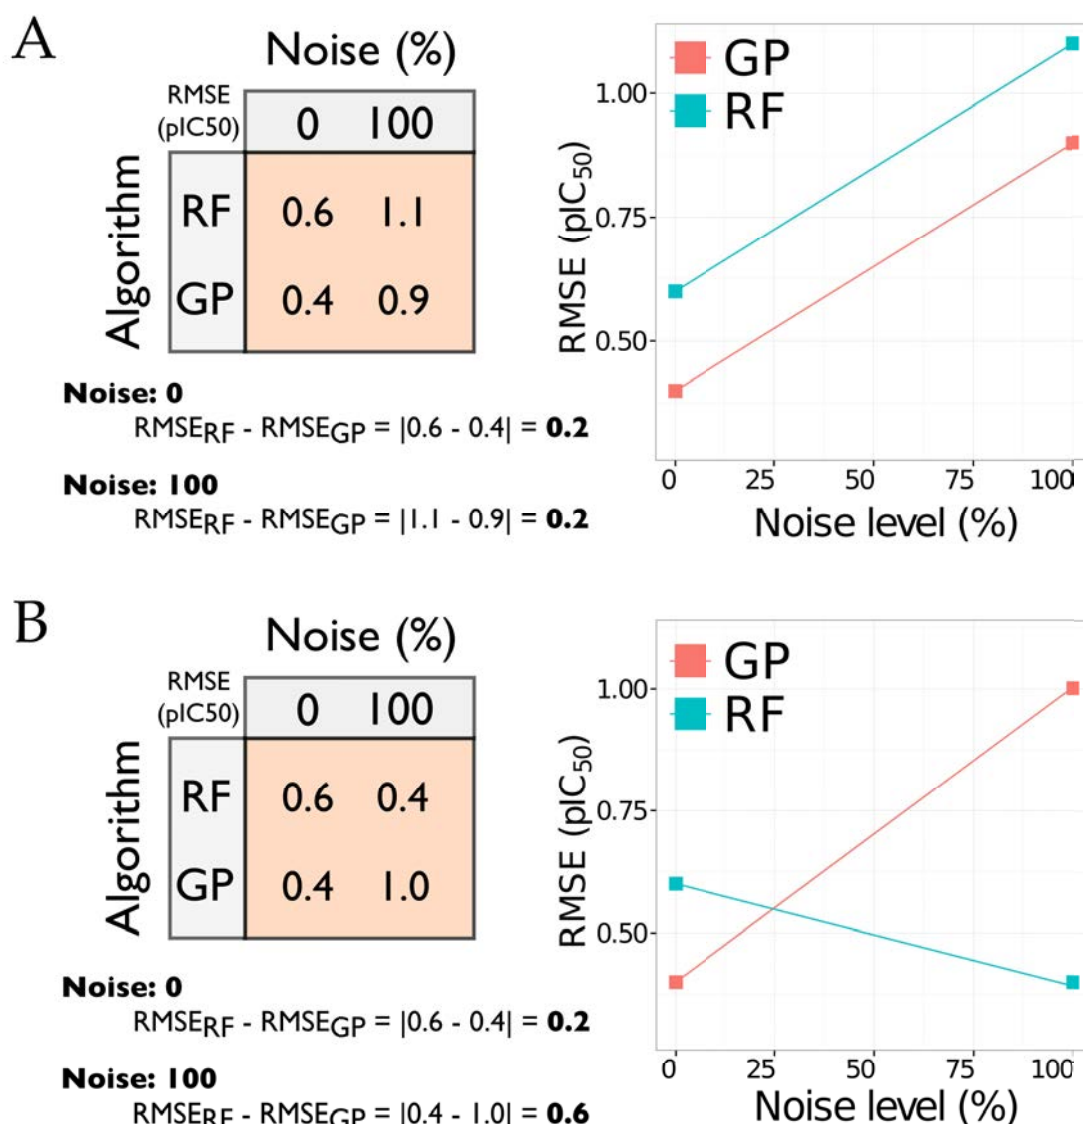 A
Noise (%)
RMSE
(pIC50)
0 100
Algorithm
RF 0.6 1.1
GP 0.4 0.9
Noise: 0
RMSERF - RMSEGP = |0.6 - 0.4| = 0.2
Noise: 100
RMSERF - RMSEGP = |1.1 - 0.9| = 0.2
GP
RF
RMSE (pIC50)
1.00
0.75
0.50
0 25 50 75 100
Noise level (%)
B
Noise (%)
RMSE
(pIC50)
0 100
Algorithm
RF 0.6 0.4
GP 0.4 1.0
Noise: 0
RMSERF - RMSEGP = |0.6 - 0.4| = 0.2
Noise: 100
RMSERF - RMSEGP = |0.4 - 1.0| = 0.6
GP
RF
RMSE (pIC50)
1.00
0.75
0.50
0 25 50 75 100
Noise level (%)